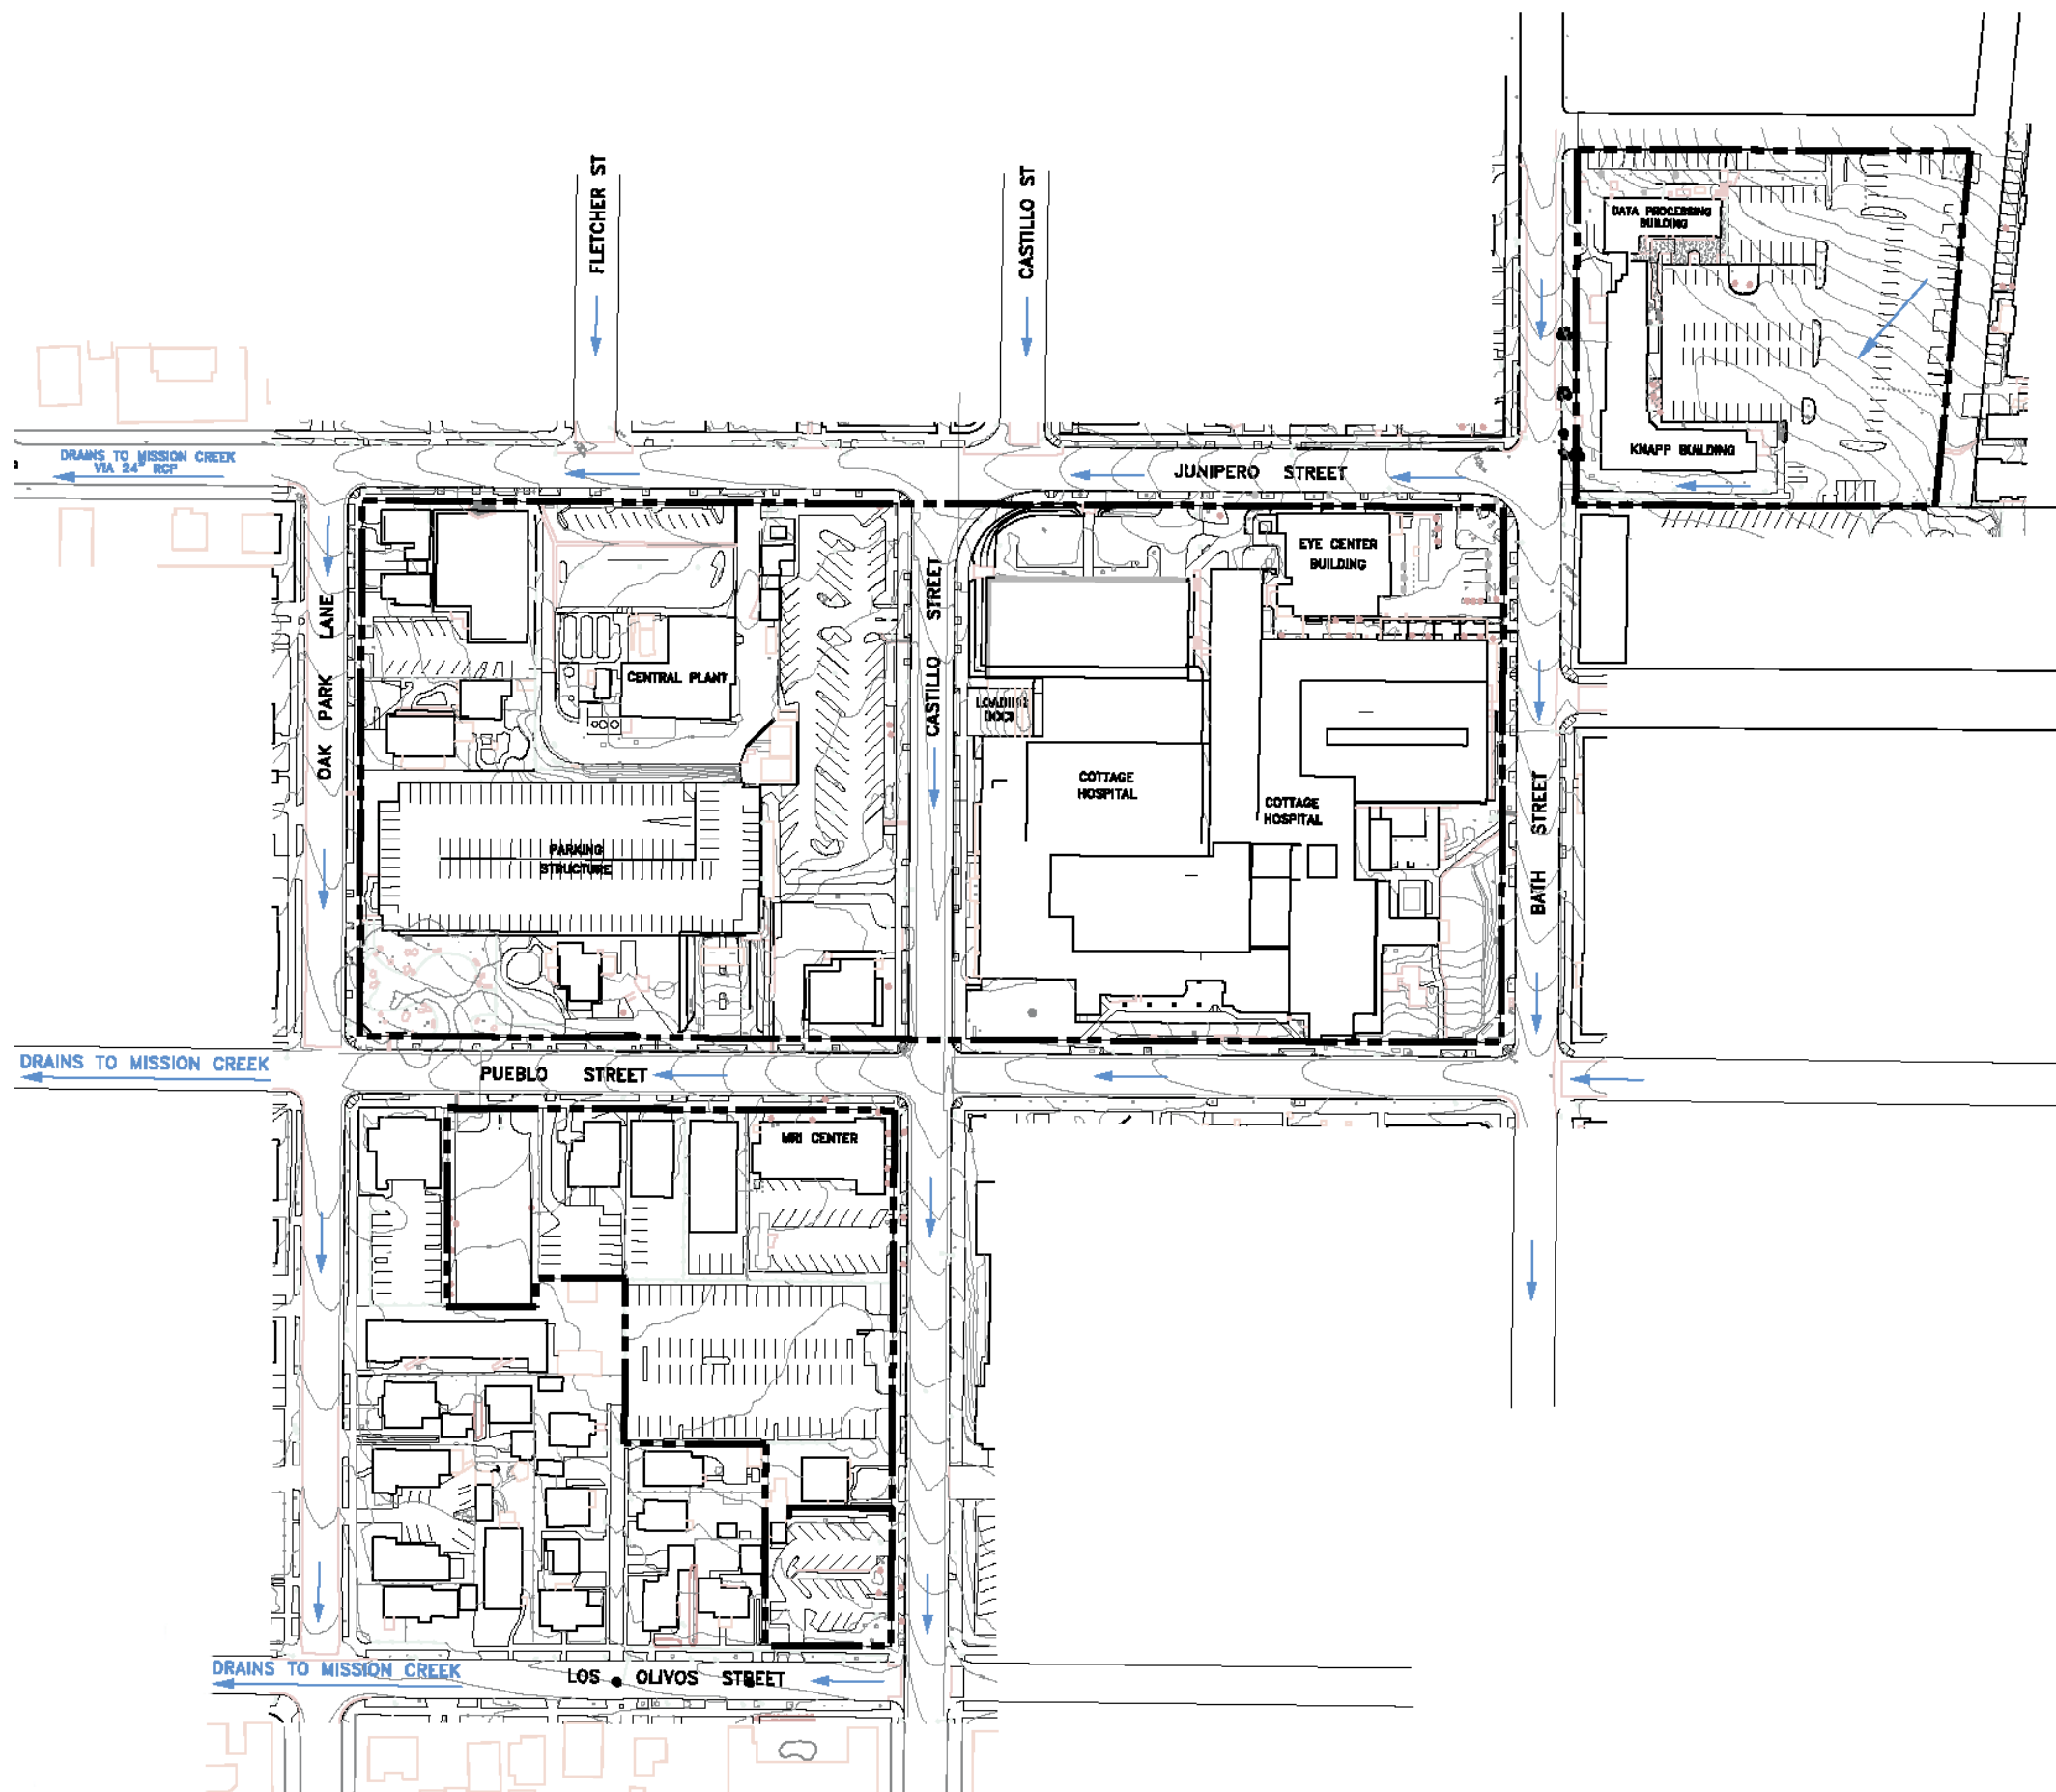 FLETCHER ST
CASTILLO ST
DATA PROCESSING
BUILDING
DRAINS TO MISSION CREEK
VIA 24" RCP
JUNIPERO STREET
KNAPP BUILDING
OAK PARK LANE
CASTILLO STREET
EYE CENTER
BUILDING
CENTRAL PLANT
LOADING
DOCK
COTTAGE
HOSPITAL
COTTAGE
HOSPITAL
BATH STREET
PARKING
STRUCTURE
DRAINS TO MISSION CREEK
PUEBLO STREET
MRI CENTER
DRAINS TO MISSION CREEK
LOS OLIVOS STREET